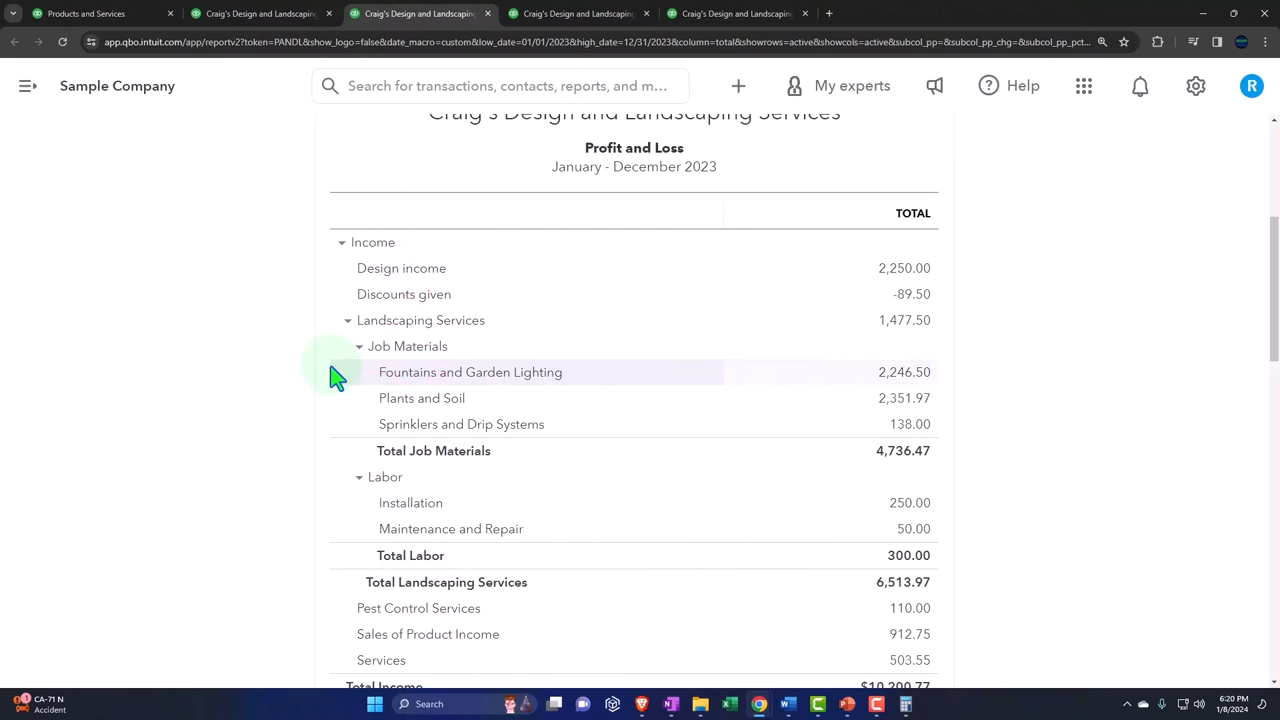 Products and Services
Craig's Design and Landscaping
Craig's Design and Landscaping
Craig's Design and Landscaping
Craig's Design and Landscaping
app.qbo.intuit.com/app/reportv2?token=PANDL&show_logo=false&date_macro=custom&low_date=01/01/2023&high_date=12/31/2023&column=total&showrows=active&showcols=active&subcol_pp=&subcol_pp_chg=&subcol_pp_pct...
Sample Company
Search for transactions, contacts, reports, and m...
My experts
Help
R
Craig's Design and Landscaping Services
Profit and Loss
January - December 2023
TOTAL
Income
Design income 2,250.00
Discounts given -89.50
Landscaping Services 1,477.50
Job Materials
Fountains and Garden Lighting 2,246.50
Plants and Soil 2,351.97
Sprinklers and Drip Systems 138.00
Total Job Materials 4,736.47
Labor
Installation 250.00
Maintenance and Repair 50.00
Total Labor 300.00
Total Landscaping Services 6,513.97
Pest Control Services 110.00
Sales of Product Income 912.75
Services 503.55
Total Income $10,200.77
CA-71 N
Accident
Search
6:20 PM
1/8/2024